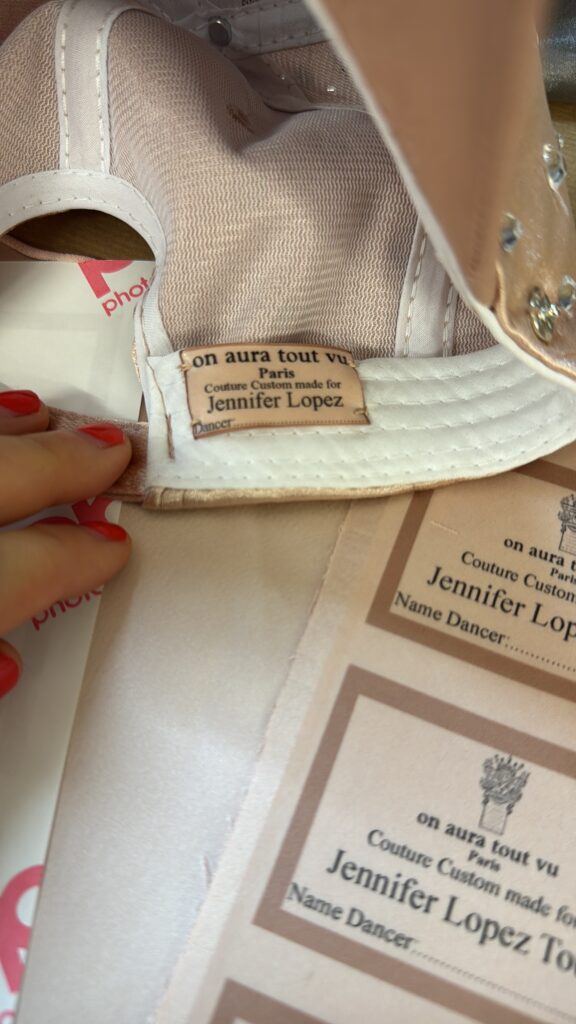 phot
on aura tout vu
Paris
Couture Custom made for
Jennifer Lopez
Dancer
photo
on aura t
Paris
Couture Custom
Jennifer Lop
Name Dancer:
on aura tout vu
Paris
Couture Custom made fo
Jennifer Lopez To
Name Dancer